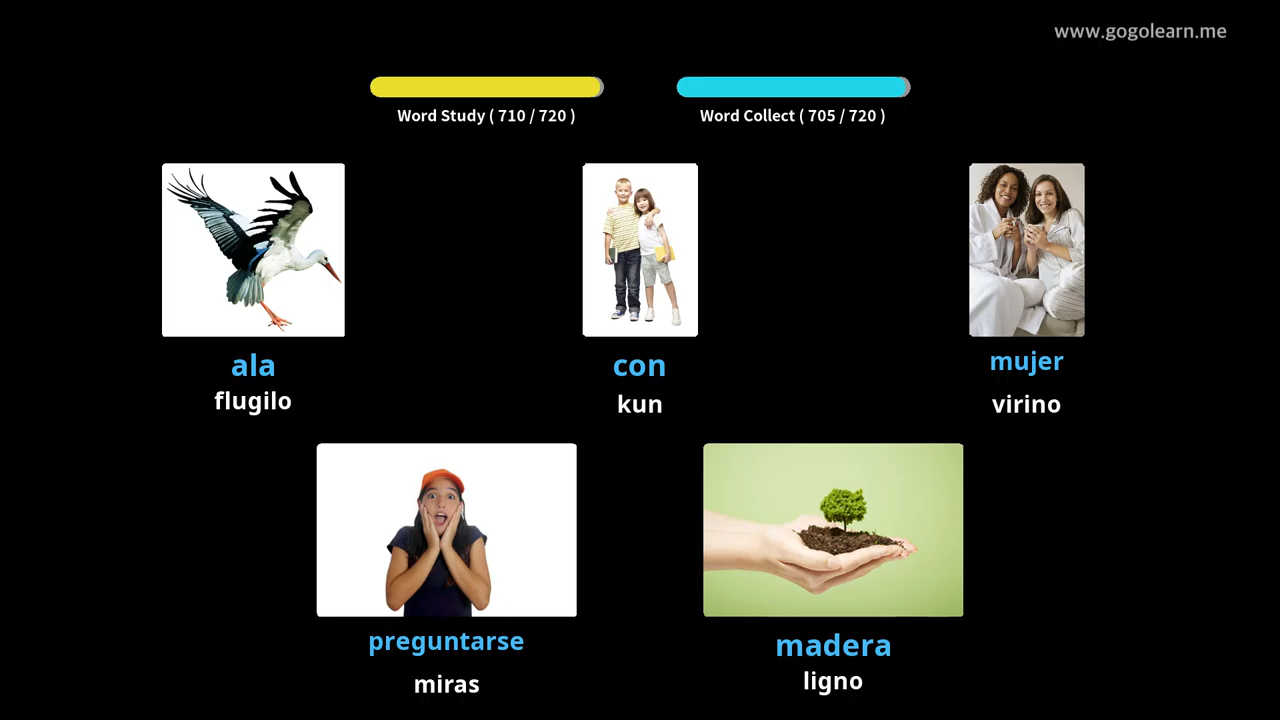 www.gogolearn.me
Word Study ( 710 / 720 )
Word Collect ( 705 / 720 )
ala
flugilo
con
kun
mujer
virino
preguntarse
miras
madera
ligno